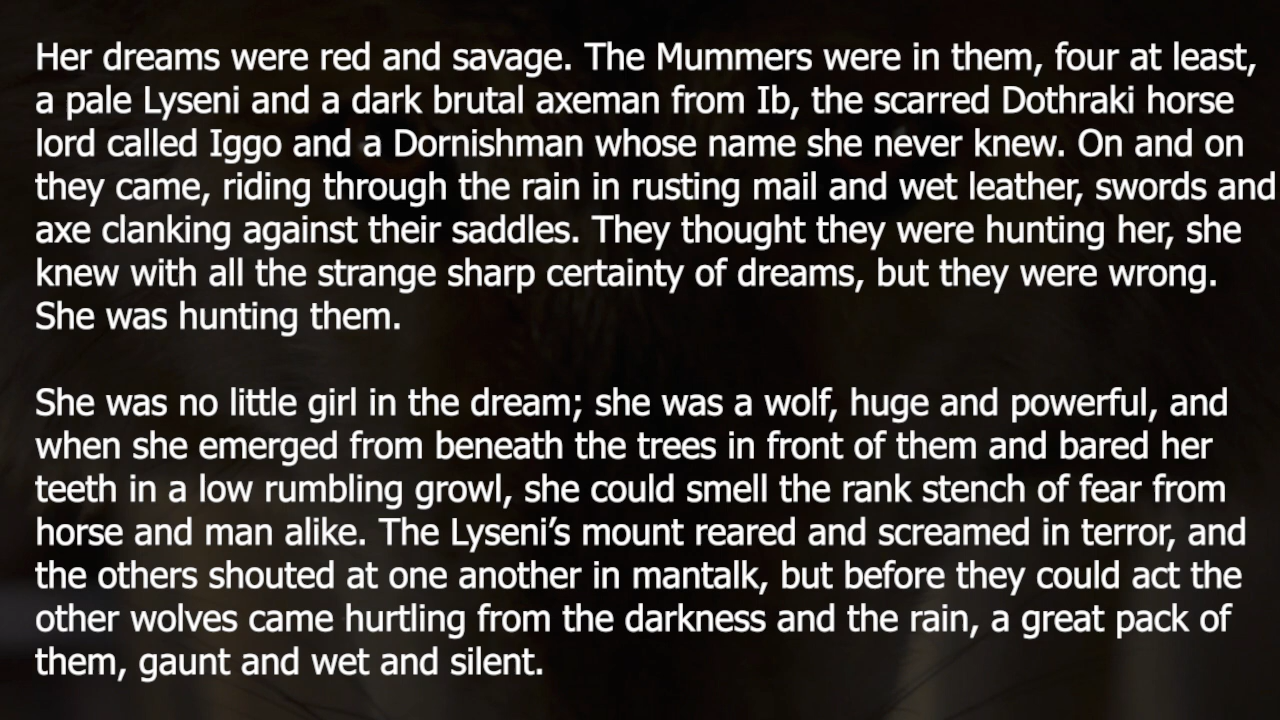 Her dreams were red and savage. The Mummers were in them, four at least,
a pale Lyseni and a dark brutal axeman from Ib, the scarred Dothraki horse
lord called Iggo and a Dornishman whose name she never knew. On and on
they came, riding through the rain in rusting mail and wet leather, swords and
axe clanking against their saddles. They thought they were hunting her, she
knew with all the strange sharp certainty of dreams, but they were wrong.
She was hunting them.

She was no little girl in the dream; she was a wolf, huge and powerful, and
when she emerged from beneath the trees in front of them and bared her
teeth in a low rumbling growl, she could smell the rank stench of fear from
horse and man alike. The Lyseni’s mount reared and screamed in terror, and
the others shouted at one another in mantalk, but before they could act the
other wolves came hurtling from the darkness and the rain, a great pack of
them, gaunt and wet and silent.